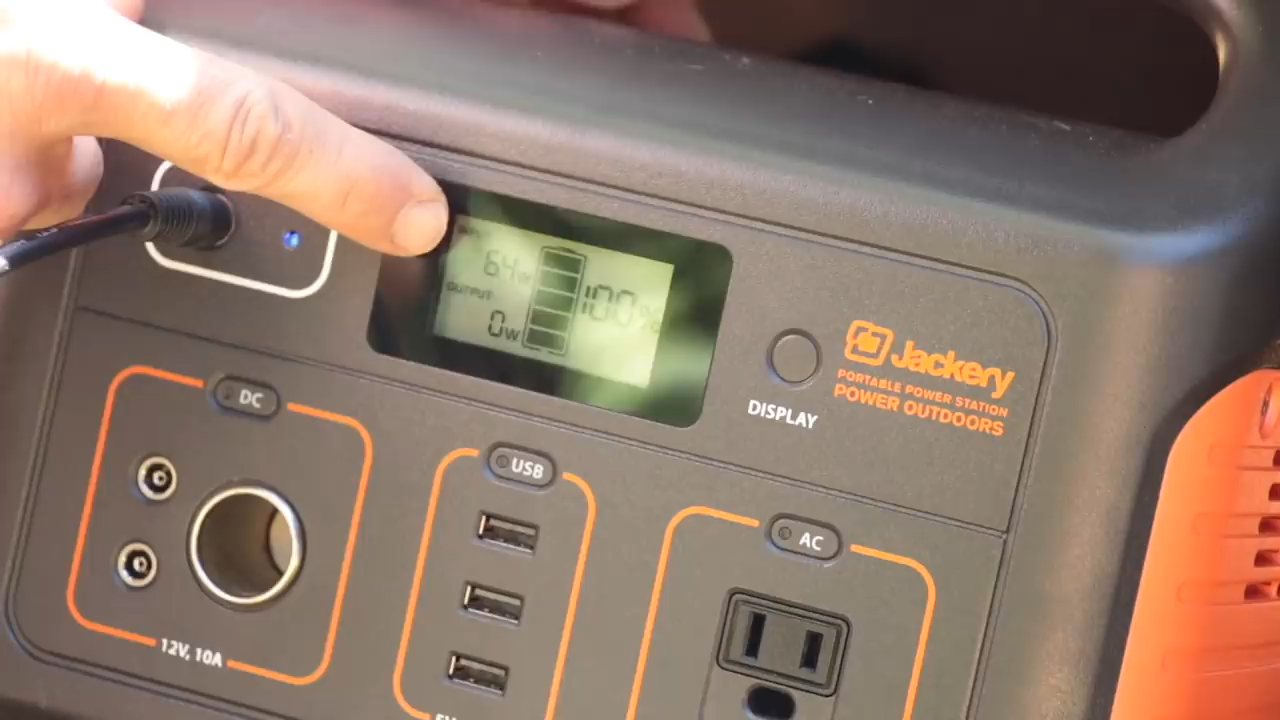 64W
OUTPUT
0W
100%
DISPLAY
Jackery
PORTABLE POWER STATION
POWER OUTDOORS
DC
12V, 10A
USB
AC